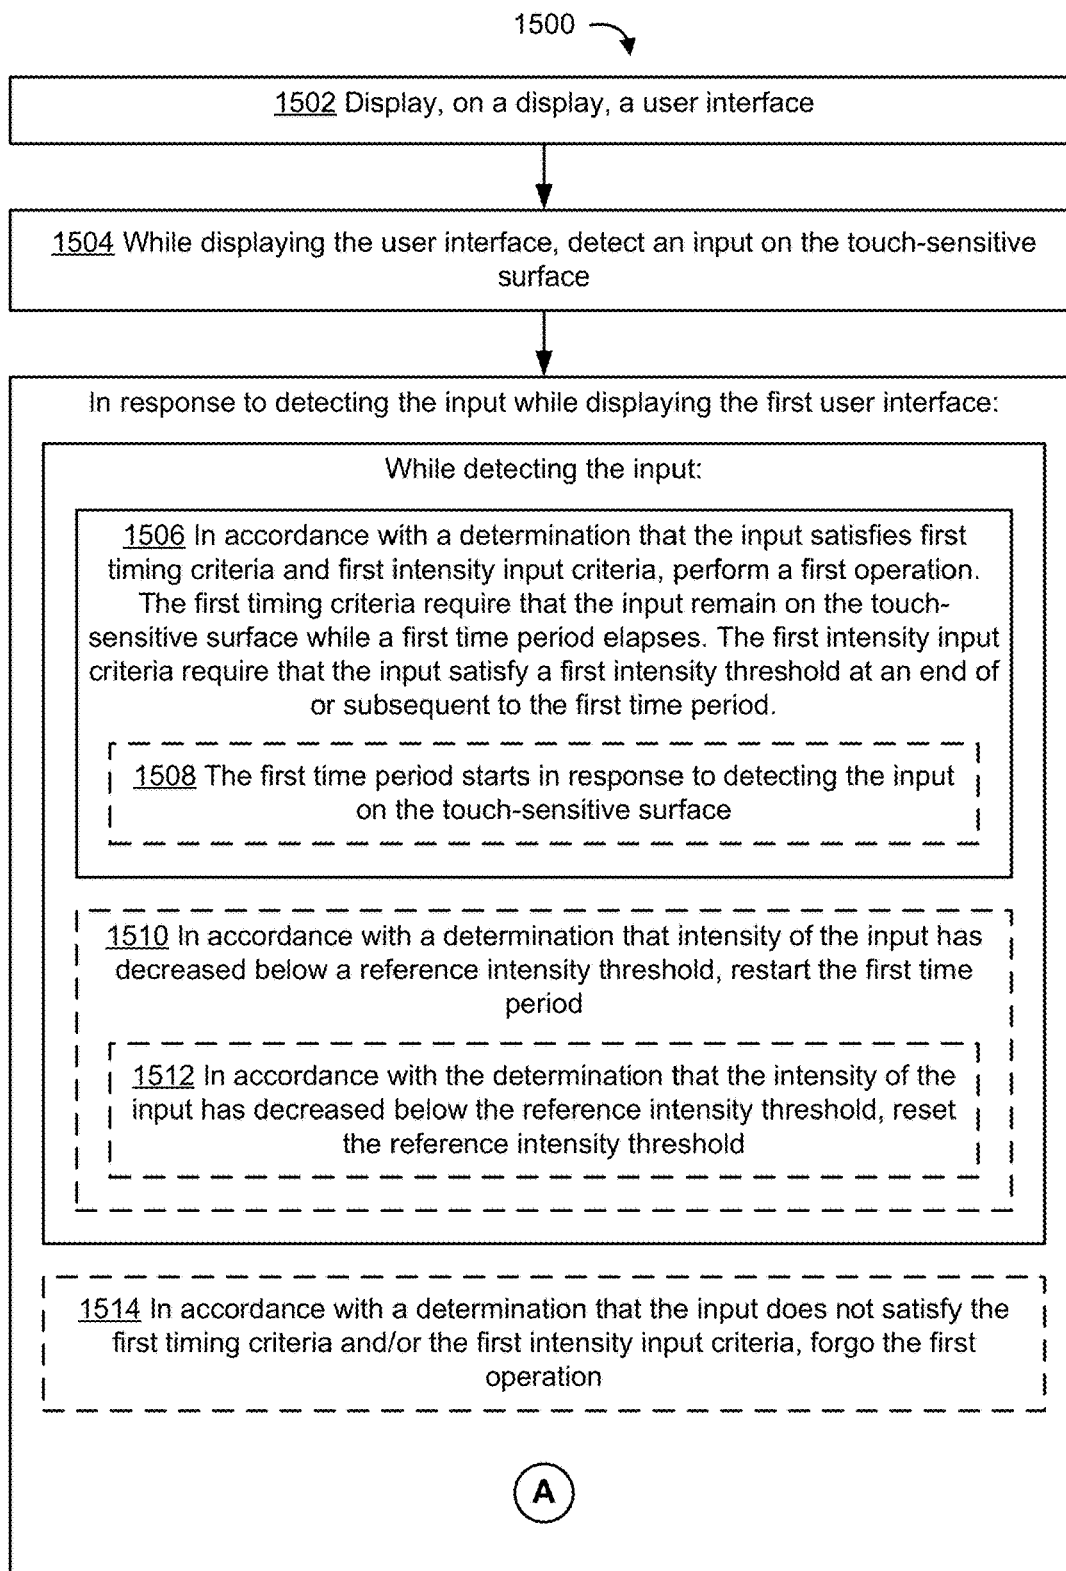 1500
1502 Display, on a display, a user interface
1504 While displaying the user interface, detect an input on the touch-sensitive
surface
In response to detecting the input while displaying the first user interface:
While detecting the input:
1506 In accordance with a determination that the input satisfies first
timing criteria and first intensity input criteria, perform a first operation.
The first timing criteria require that the input remain on the touch-
sensitive surface while a first time period elapses. The first intensity input
criteria require that the input satisfy a first intensity threshold at an end of
or subsequent to the first time period.
1508 The first time period starts in response to detecting the input
on the touch-sensitive surface
1510 In accordance with a determination that intensity of the input has
decreased below a reference intensity threshold, restart the first time
period
1512 In accordance with the determination that the intensity of the
input has decreased below the reference intensity threshold, reset
the reference intensity threshold
1514 In accordance with a determination that the input does not satisfy the
first timing criteria and/or the first intensity input criteria, forgo the first
operation
A